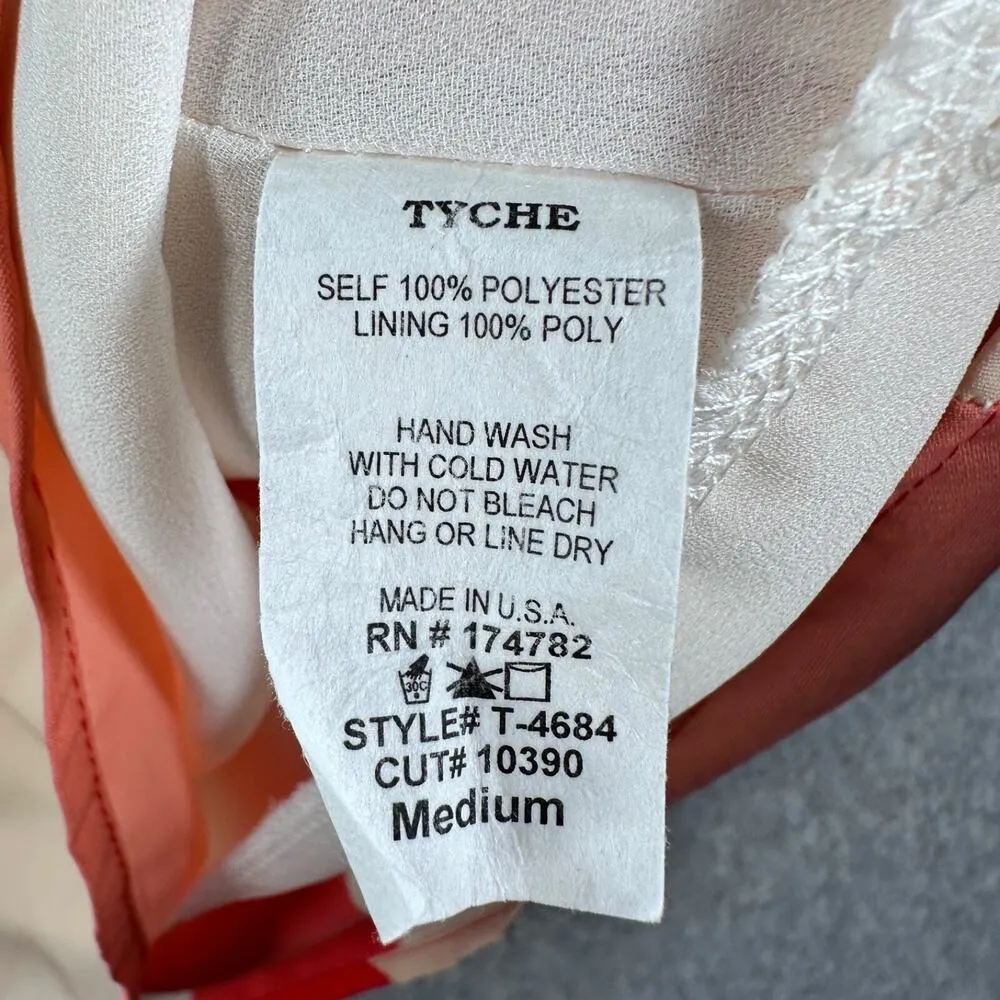 TYCHE
SELF 100% POLYESTER
LINING 100% POLY
HAND WASH
WITH COLD WATER
DO NOT BLEACH
HANG OR LINE DRY
MADE IN U.S.A.
RN # 174782
30C
STYLE# T-4684
CUT# 10390
Medium